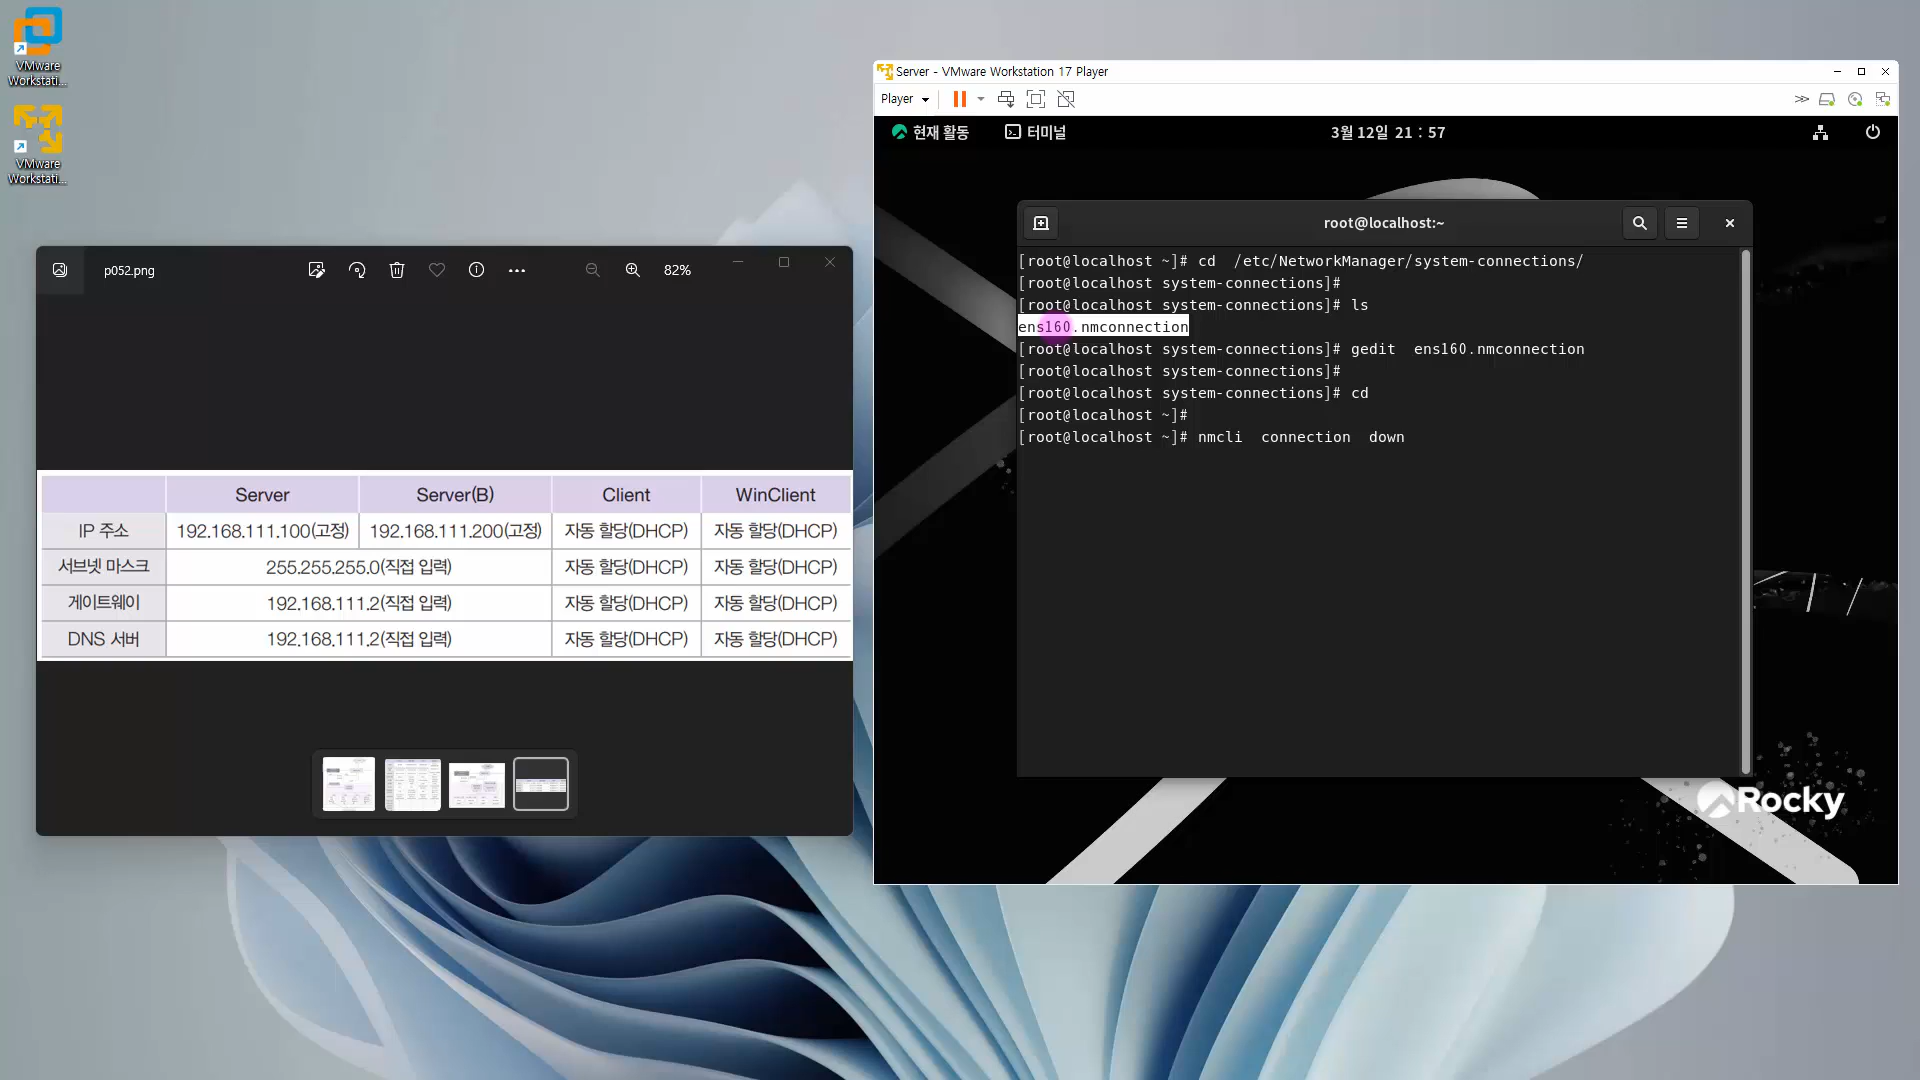 VMware
Workstati...
VMware
Workstati...
p052.png
82%
Server
Server(B)
Client
WinClient
IP 주소
192.168.111.100(고정)
192.168.111.200(고정)
자동 할당(DHCP)
자동 할당(DHCP)
서브넷 마스크
255.255.255.0(직접 입력)
자동 할당(DHCP)
자동 할당(DHCP)
게이트웨이
192.168.111.2(직접 입력)
자동 할당(DHCP)
자동 할당(DHCP)
DNS 서버
192.168.111.2(직접 입력)
자동 할당(DHCP)
자동 할당(DHCP)
Server - VMware Workstation 17 Player
Player
현재 활동
터미널
3월 12일 21 : 57
root@localhost:~
[root@localhost ~]# cd  /etc/NetworkManager/system-connections/
[root@localhost system-connections]#
[root@localhost system-connections]# ls
ens160.nmconnection
[root@localhost system-connections]# gedit  ens160.nmconnection
[root@localhost system-connections]#
[root@localhost system-connections]# cd
[root@localhost ~]#
[root@localhost ~]# nmcli  connection  down
Rocky